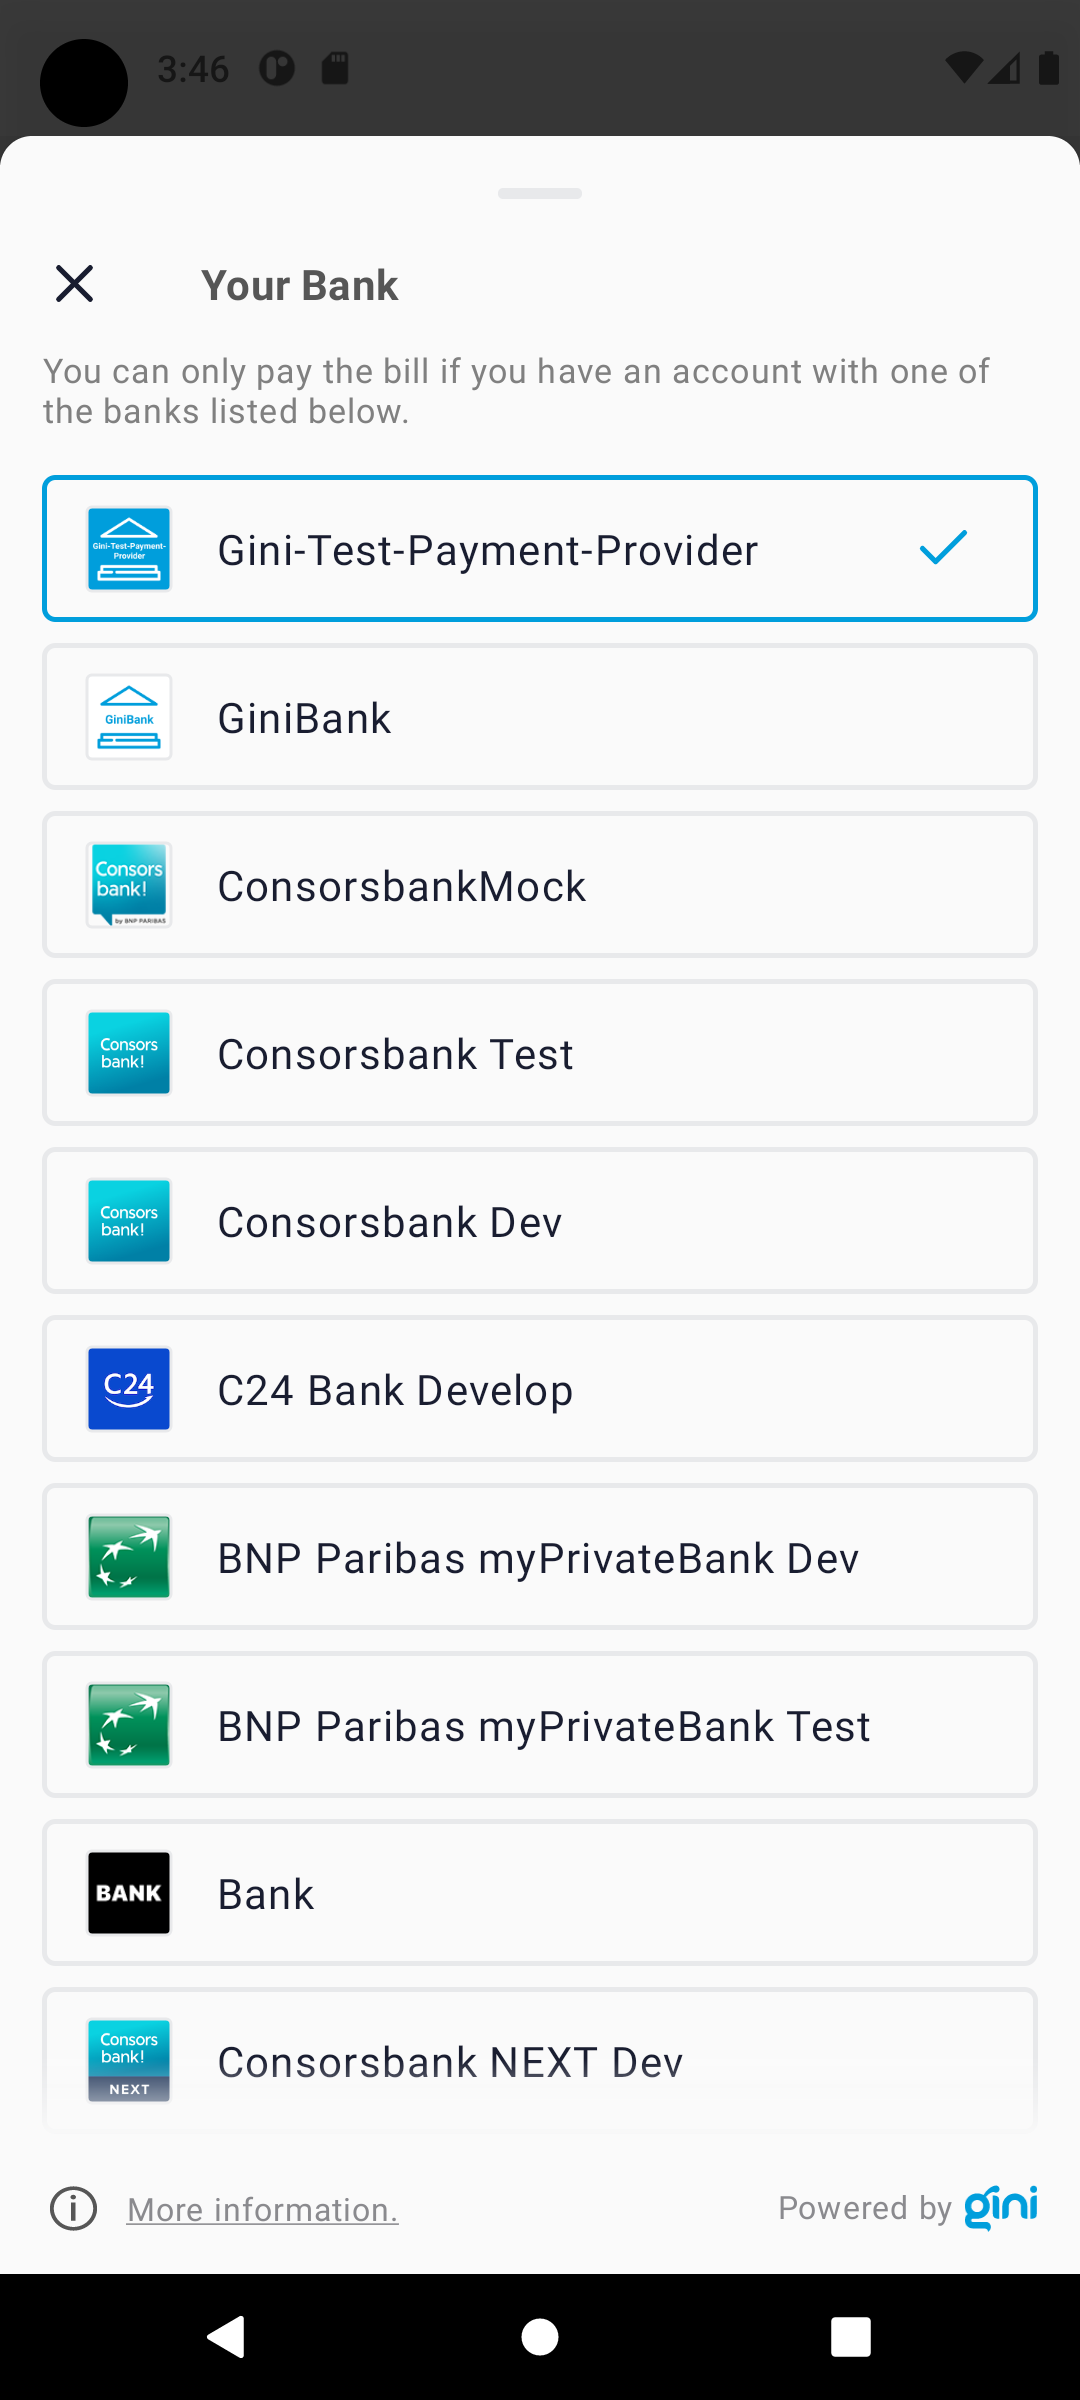 3:46
Your Bank
You can only pay the bill if you have an account with one of
the banks listed below.
Gini-Test-Payment-
Provider
Gini-Test-Payment-Provider
GiniBank
GiniBank
Consors
bank!
by BNP PARIBAS
ConsorsbankMock
Consors
bank!
Consorsbank Test
Consors
bank!
Consorsbank Dev
C24
C24 Bank Develop
BNP Paribas myPrivateBank Dev
BNP Paribas myPrivateBank Test
BANK
Bank
Consors
bank!
NEXT
Consorsbank NEXT Dev
More information.
Powered by gini